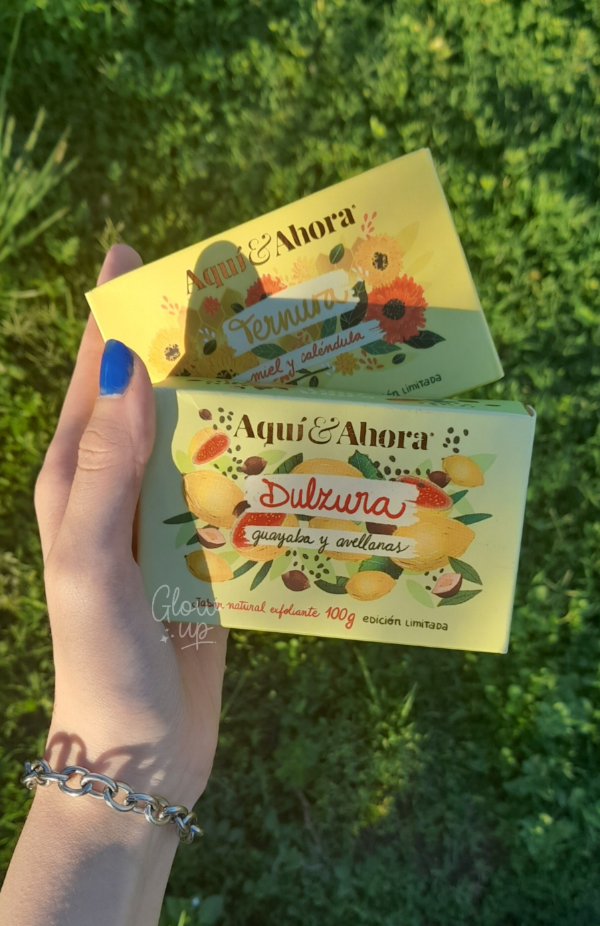 Aquí & Ahora
Ternura
miel y caléndula
edición limitada
Aquí & Ahora
Dulzura
guayaba y avellanas
Jabón natural exfoliante 100g edición limitada
Glow
up